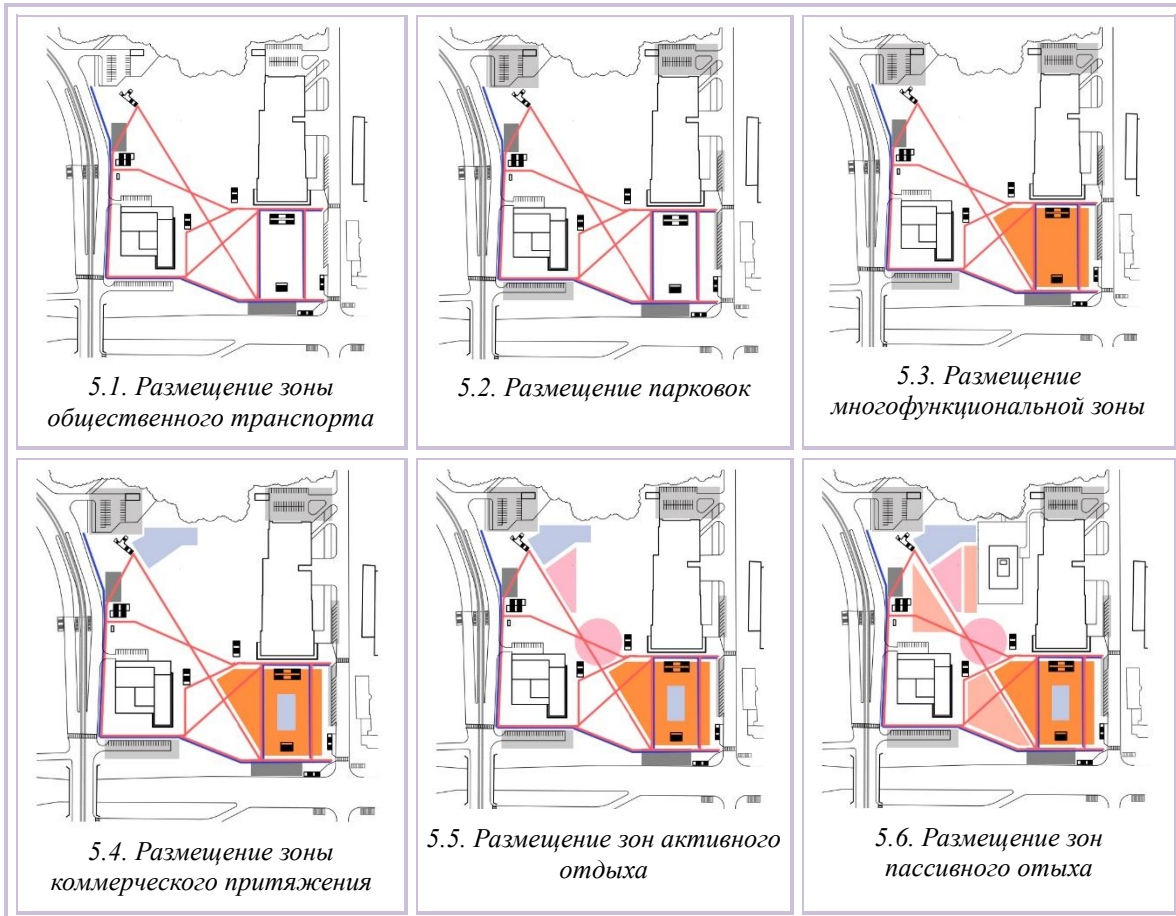 5.1. Размещение зоны
общественного транспорта
5.2. Размещение парковок
5.3. Размещение
многофункциональной зоны
5.4. Размещение зоны
коммерческого притяжения
5.5. Размещение зон активного
отдыха
5.6. Размещение зон
пассивного отыха